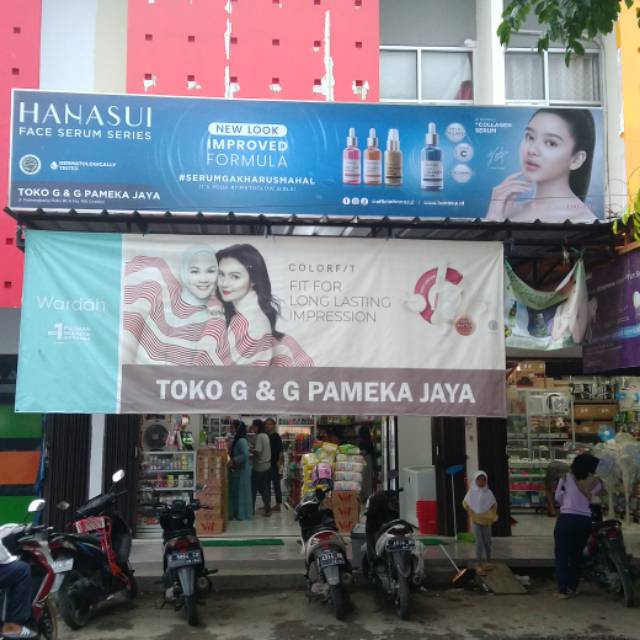 HANASUI
FACE SERUM SERIES
DERMATOLOGICALLY
TESTED
TOKO G & G PAMEKA JAYA
NEW LOOK
IMPROVED
FORMULA
#SERUMGAKHARUSMAHAL
COLLAGEN
SERUM
Wardah
COLORFIT
FIT FOR
LONG LASTING
IMPRESSION
TOKO G & G PAMEKA JAYA